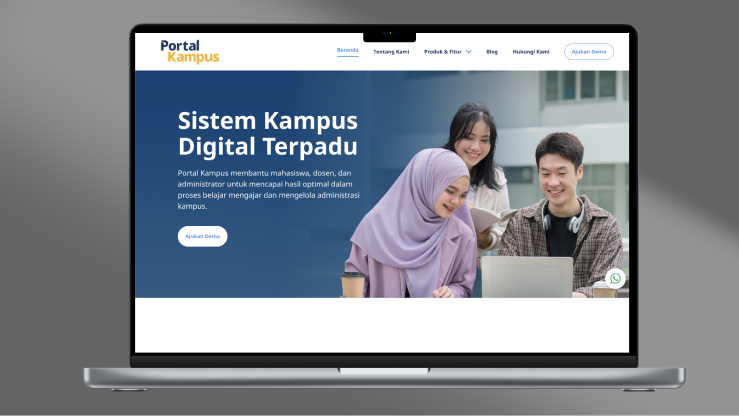 Portal
Kampus
Beranda
Tentang Kami
Produk & Fitur
Blog
Hubungi Kami
Ajukan Demo
Sistem Kampus
Digital Terpadu
Portal Kampus membantu mahasiswa, dosen, dan
administrator untuk mencapai hasil optimal dalam
proses belajar mengajar dan mengelola administrasi
kampus.
Ajukan Demo